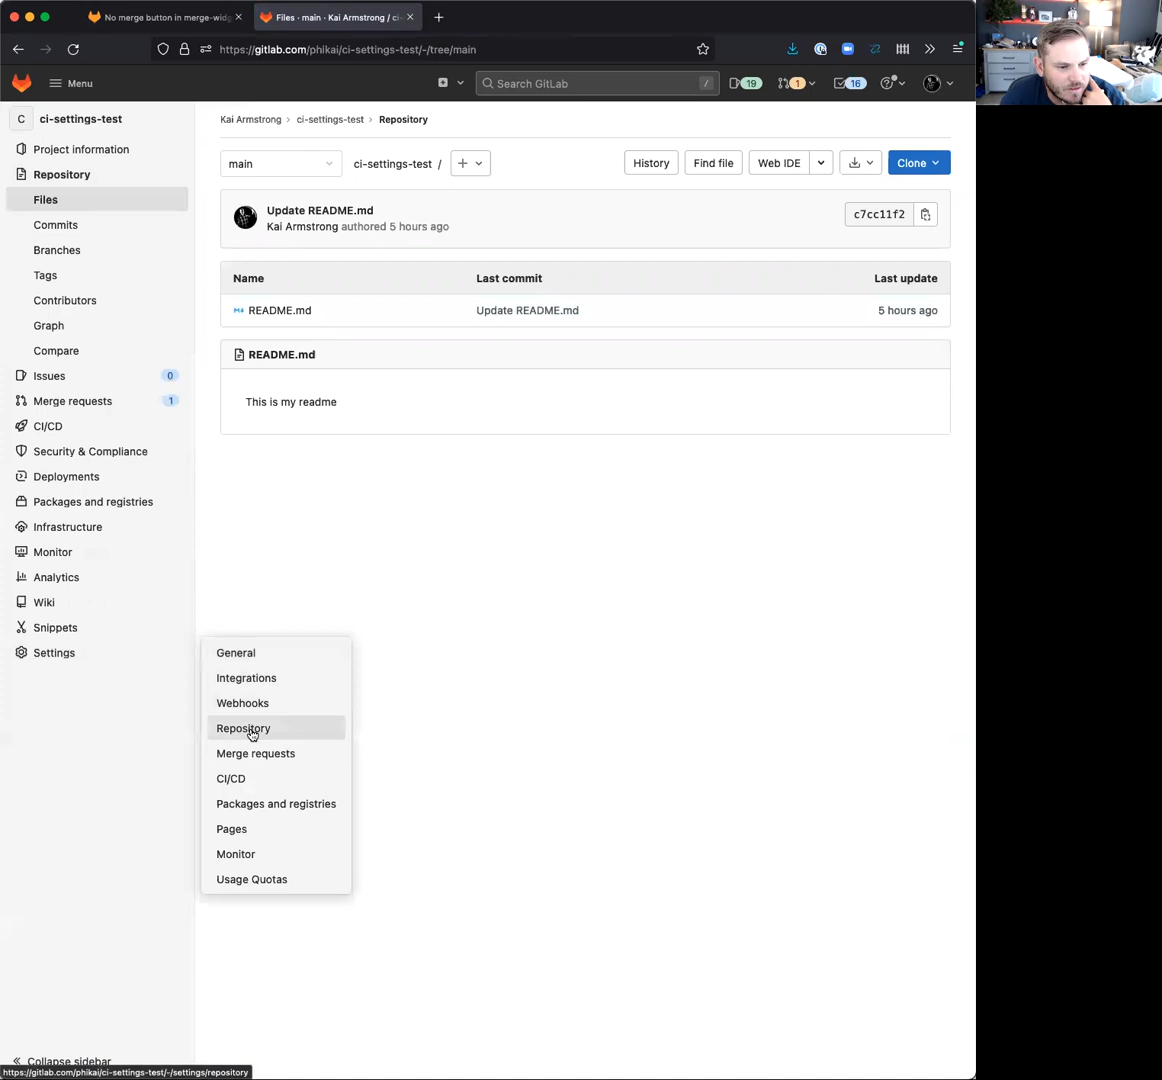 No merge button in merge-widg
Files · main · Kai Armstrong / ci-
https://gitlab.com/phikai/ci-settings-test/-/tree/main
Menu
Search GitLab
/
19
1
16
C
ci-settings-test
Project information
Repository
Files
Commits
Branches
Tags
Contributors
Graph
Compare
Issues
0
Merge requests
1
CI/CD
Security & Compliance
Deployments
Packages and registries
Infrastructure
Monitor
Analytics
Wiki
Snippets
Settings
Collapse sidebar
Kai Armstrong › ci-settings-test › Repository
main
ci-settings-test /
History
Find file
Web IDE
Clone
Update README.md
Kai Armstrong authored 5 hours ago
c7cc11f2
Name Last commit Last update
README.md Update README.md 5 hours ago
README.md
This is my readme
General
Integrations
Webhooks
Repository
Merge requests
CI/CD
Packages and registries
Pages
Monitor
Usage Quotas
https://gitlab.com/phikai/ci-settings-test/-/settings/repository